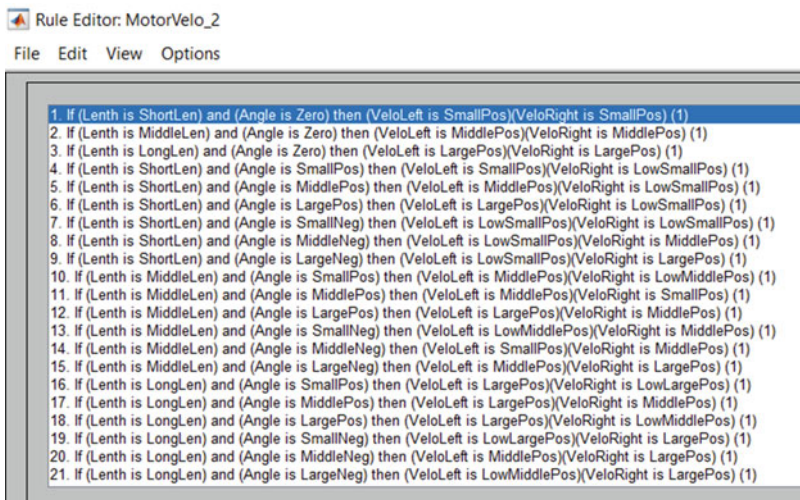 Rule Editor: MotorVelo_2
File Edit View Options
1. If (Lenth is ShortLen) and (Angle is Zero) then (VeloLeft is SmallPos)(VeloRight is SmallPos) (1)
2. If (Lenth is MiddleLen) and (Angle is Zero) then (VeloLeft is MiddlePos)(VeloRight is MiddlePos) (1)
3. If (Lenth is LongLen) and (Angle is Zero) then (VeloLeft is LargePos)(VeloRight is LargePos) (1)
4. If (Lenth is ShortLen) and (Angle is SmallPos) then (VeloLeft is SmallPos)(VeloRight is LowSmallPos) (1)
5. If (Lenth is ShortLen) and (Angle is MiddlePos) then (VeloLeft is MiddlePos)(VeloRight is LowSmallPos) (1)
6. If (Lenth is ShortLen) and (Angle is LargePos) then (VeloLeft is LargePos)(VeloRight is LowSmallPos) (1)
7. If (Lenth is ShortLen) and (Angle is SmallNeg) then (VeloLeft is LowSmallPos)(VeloRight is LowSmallPos) (1)
8. If (Lenth is ShortLen) and (Angle is MiddleNeg) then (VeloLeft is LowSmallPos)(VeloRight is MiddlePos) (1)
9. If (Lenth is ShortLen) and (Angle is LargeNeg) then (VeloLeft is LowSmallPos)(VeloRight is LargePos) (1)
10. If (Lenth is MiddleLen) and (Angle is SmallPos) then (VeloLeft is MiddlePos)(VeloRight is LowMiddlePos) (1)
11. If (Lenth is MiddleLen) and (Angle is MiddlePos) then (VeloLeft is MiddlePos)(VeloRight is SmallPos) (1)
12. If (Lenth is MiddleLen) and (Angle is LargePos) then (VeloLeft is LargePos)(VeloRight is MiddlePos) (1)
13. If (Lenth is MiddleLen) and (Angle is SmallNeg) then (VeloLeft is LowMiddlePos)(VeloRight is MiddlePos) (1)
14. If (Lenth is MiddleLen) and (Angle is MiddleNeg) then (VeloLeft is SmallPos)(VeloRight is MiddlePos) (1)
15. If (Lenth is MiddleLen) and (Angle is LargeNeg) then (VeloLeft is MiddlePos)(VeloRight is LargePos) (1)
16. If (Lenth is LongLen) and (Angle is SmallPos) then (VeloLeft is LargePos)(VeloRight is LowLargePos) (1)
17. If (Lenth is LongLen) and (Angle is MiddlePos) then (VeloLeft is LargePos)(VeloRight is MiddlePos) (1)
18. If (Lenth is LongLen) and (Angle is LargePos) then (VeloLeft is LargePos)(VeloRight is LowMiddlePos) (1)
19. If (Lenth is LongLen) and (Angle is SmallNeg) then (VeloLeft is LowLargePos)(VeloRight is LargePos) (1)
20. If (Lenth is LongLen) and (Angle is MiddleNeg) then (VeloLeft is MiddlePos)(VeloRight is LargePos) (1)
21. If (Lenth is LongLen) and (Angle is LargeNeg) then (VeloLeft is LowMiddlePos)(VeloRight is LargePos) (1)